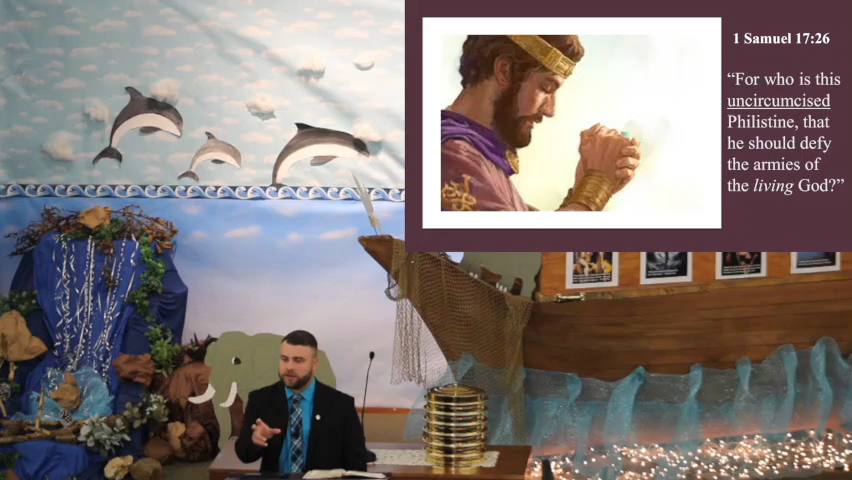 1 Samuel 17:26
“For who is this
uncircumcised
Philistine, that
he should defy
the armies of
the living God?”